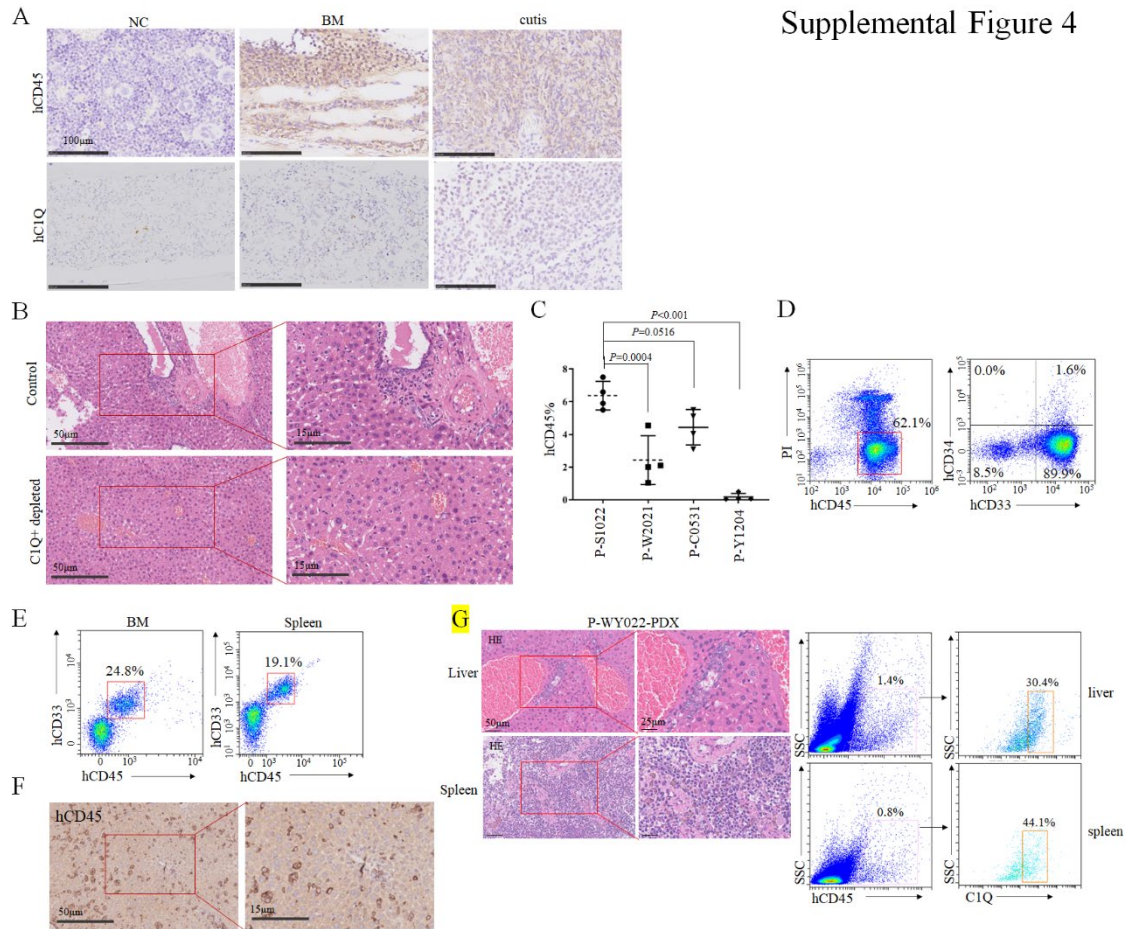 Supplemental Figure 4
A
NC
BM
cutis
hCD45
100μm
hC1Q
B
Control
50μm
15μm
C1Q+ depleted
50μm
15μm
C
P<0.001
P=0.0516
P=0.0004
hCD45%
8
6
4
2
0
P-S1022
P-W2021
P-C0531
P-Y1204
D
PI
62.1%
hCD45
0.0%
1.6%
8.5%
89.9%
hCD34
hCD33
E
BM
24.8%
hCD33
hCD45
Spleen
19.1%
hCD33
hCD45
F
hCD45
50μm
15μm
G
P-WY022-PDX
HE
Liver
50μm
25μm
HE
Spleen
SSC
1.4%
30.4%
SSC
liver
SSC
0.8%
hCD45
44.1%
SSC
C1Q
spleen